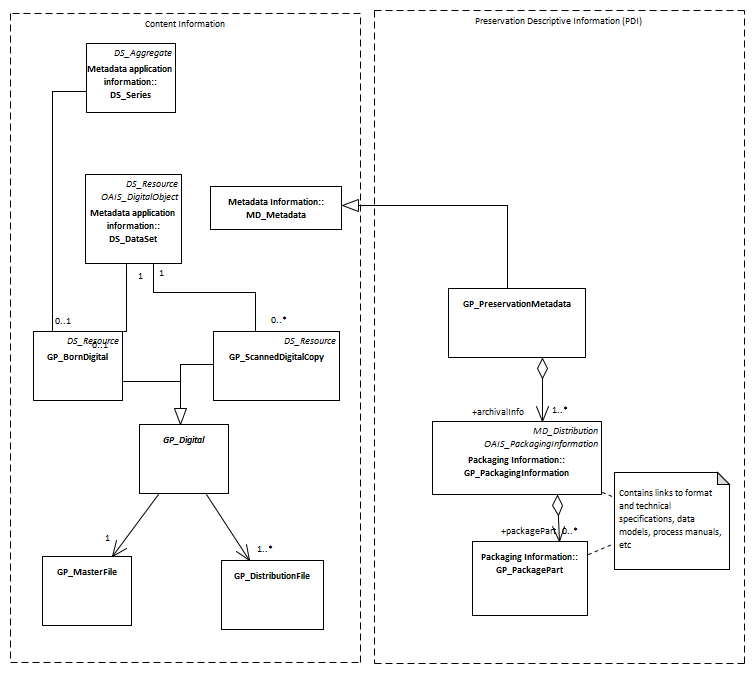 Content Information
DS_Aggregate
Metadata application
information::
DS_Series
DS_Resource
OAIS_DigitalObject
Metadata application
information::
DS_DataSet
Metadata Information::
MD_Metadata
1
1
0..1
0..1
0..*
DS_Resource
GP_BornDigital
DS_Resource
GP_ScannedDigitalCopy
GP_Digital
1
1..*
GP_MasterFile
GP_DistributionFile
Preservation Descriptive Information (PDI)
GP_PreservationMetadata
+archivalInfo
1..*
MD_Distribution
OAIS_PackagingInformation
Packaging Information::
GP_PackagingInformation
+packagePart
0..*
Packaging Information::
GP_PackagePart
Contains links to format
and technical
specifications, data
models, process manuals,
etc